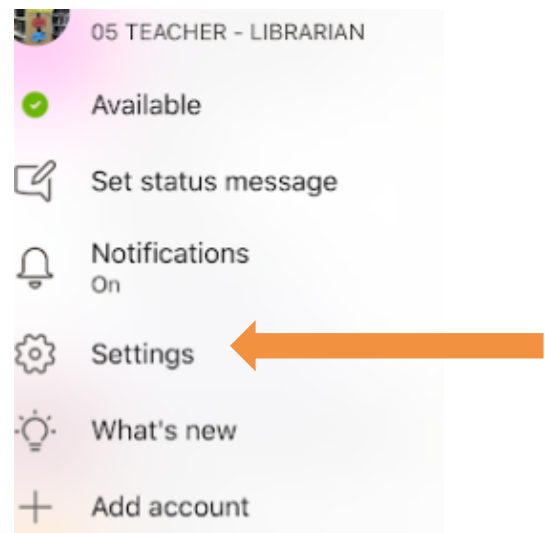 05 TEACHER - LIBRARIAN
Available
Set status message
Notifications
On
Settings
What's new
Add account